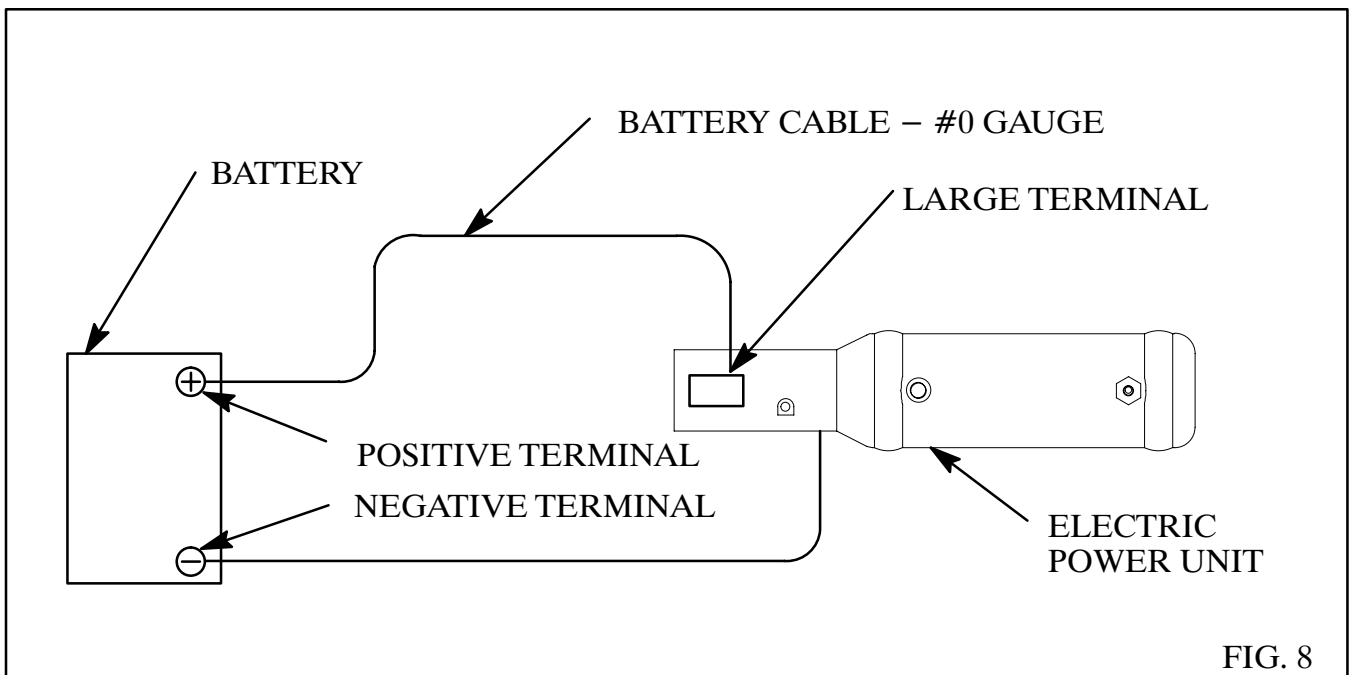 BATTERY CABLE – #0 GAUGE
BATTERY
LARGE TERMINAL
+
POSITIVE TERMINAL
NEGATIVE TERMINAL
−
ELECTRIC
POWER UNIT
FIG. 8